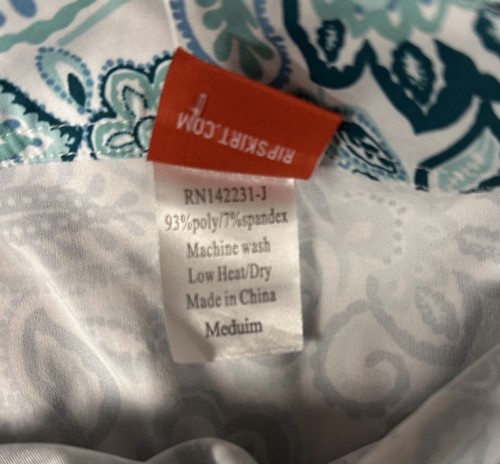 RIPSKIRT.COM
RN142231-J
93%poly/7%spandex
Machine wash
Low Heat/Dry
Made in China
Meduim